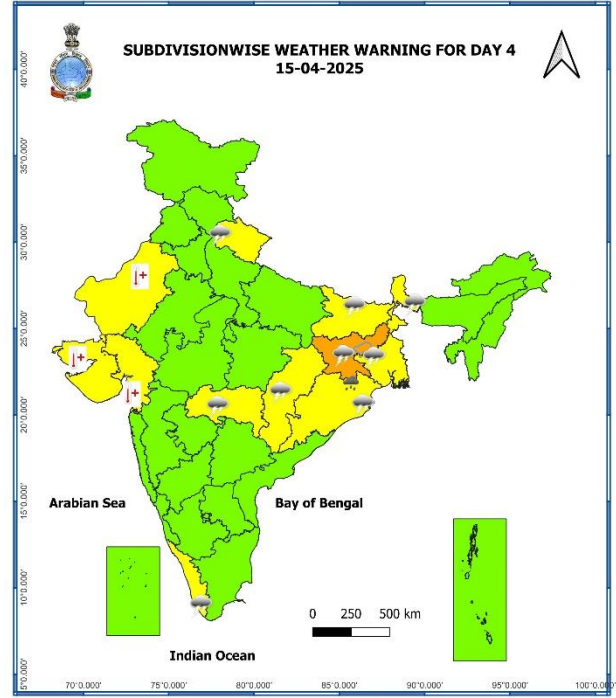 SUBDIVISIONWISE WEATHER WARNING FOR DAY 4
15-04-2025
40°0.000'
35°0.000'
30°0.000'
25°0.000'
20°0.000'
15°0.000'
10°0.000'
5°0.000'
Arabian Sea
Bay of Bengal
0 250 500 km
Indian Ocean
70°0.000' 75°0.000' 80°0.000' 85°0.000' 90°0.000' 95°0.000' 100°0.000'